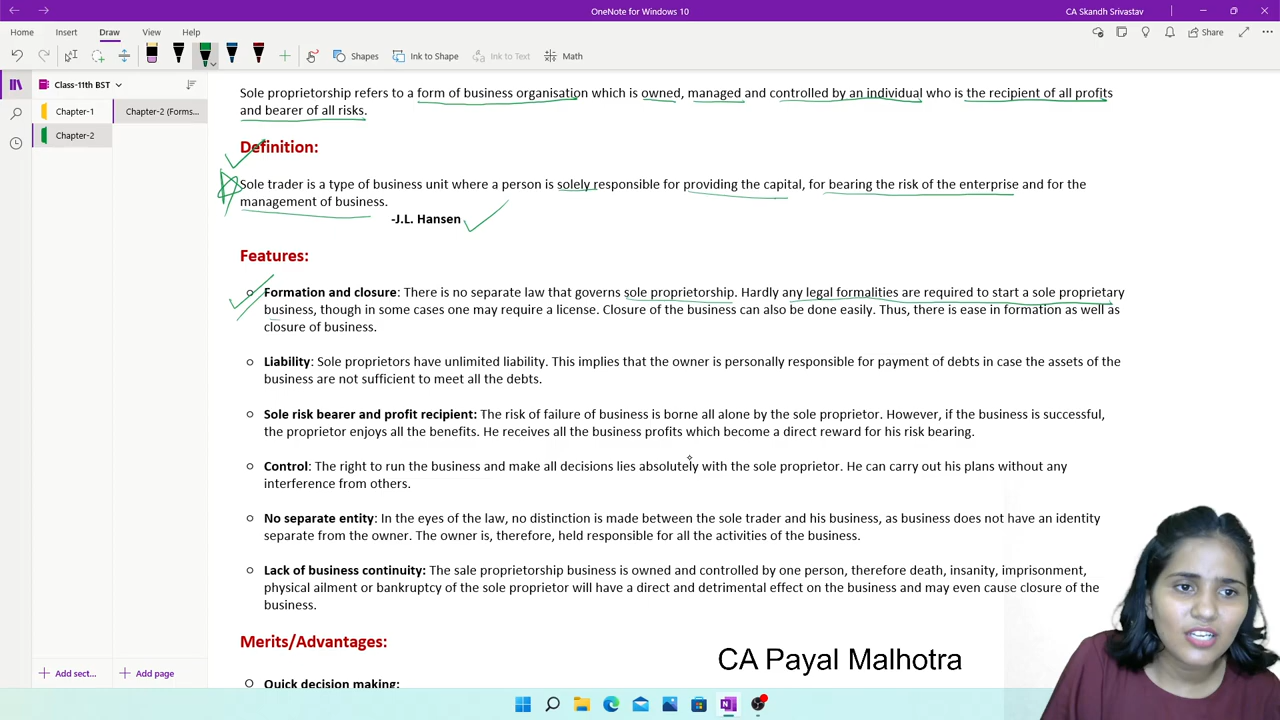 OneNote for Windows 10
CA Skandh Srivastav
Home Insert Draw View Help
Share
Shapes Ink to Shape Ink to Text Math
Class-11th BST
Chapter-1
Chapter-2
Chapter-2 (Forms...
Sole proprietorship refers to a form of business organisation which is owned, managed and controlled by an individual who is the recipient of all profits
and bearer of all risks.
Definition:
Sole trader is a type of business unit where a person is solely responsible for providing the capital, for bearing the risk of the enterprise and for the
management of business.
-J.L. Hansen
Features:
Formation and closure: There is no separate law that governs sole proprietorship. Hardly any legal formalities are required to start a sole proprietary
business, though in some cases one may require a license. Closure of the business can also be done easily. Thus, there is ease in formation as well as
closure of business.
Liability: Sole proprietors have unlimited liability. This implies that the owner is personally responsible for payment of debts in case the assets of the
business are not sufficient to meet all the debts.
Sole risk bearer and profit recipient: The risk of failure of business is borne all alone by the sole proprietor. However, if the business is successful,
the proprietor enjoys all the benefits. He receives all the business profits which become a direct reward for his risk bearing.
Control: The right to run the business and make all decisions lies absolutely with the sole proprietor. He can carry out his plans without any
interference from others.
No separate entity: In the eyes of the law, no distinction is made between the sole trader and his business, as business does not have an identity
separate from the owner. The owner is, therefore, held responsible for all the activities of the business.
Lack of business continuity: The sale proprietorship business is owned and controlled by one person, therefore death, insanity, imprisonment,
physical ailment or bankruptcy of the sole proprietor will have a direct and detrimental effect on the business and may even cause closure of the
business.
Merits/Advantages:
Quick decision making:
CA Payal Malhotra
Add sect...
Add page